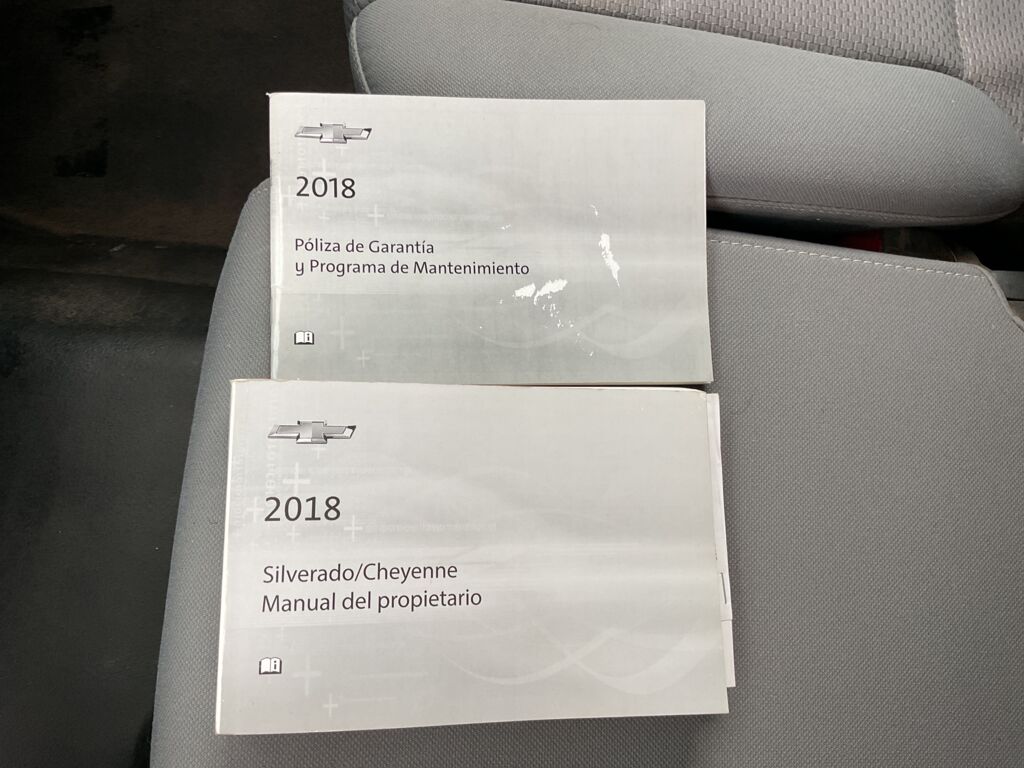 2018
Póliza de Garantía
y Programa de Mantenimiento
2018
Silverado/Cheyenne
Manual del propietario